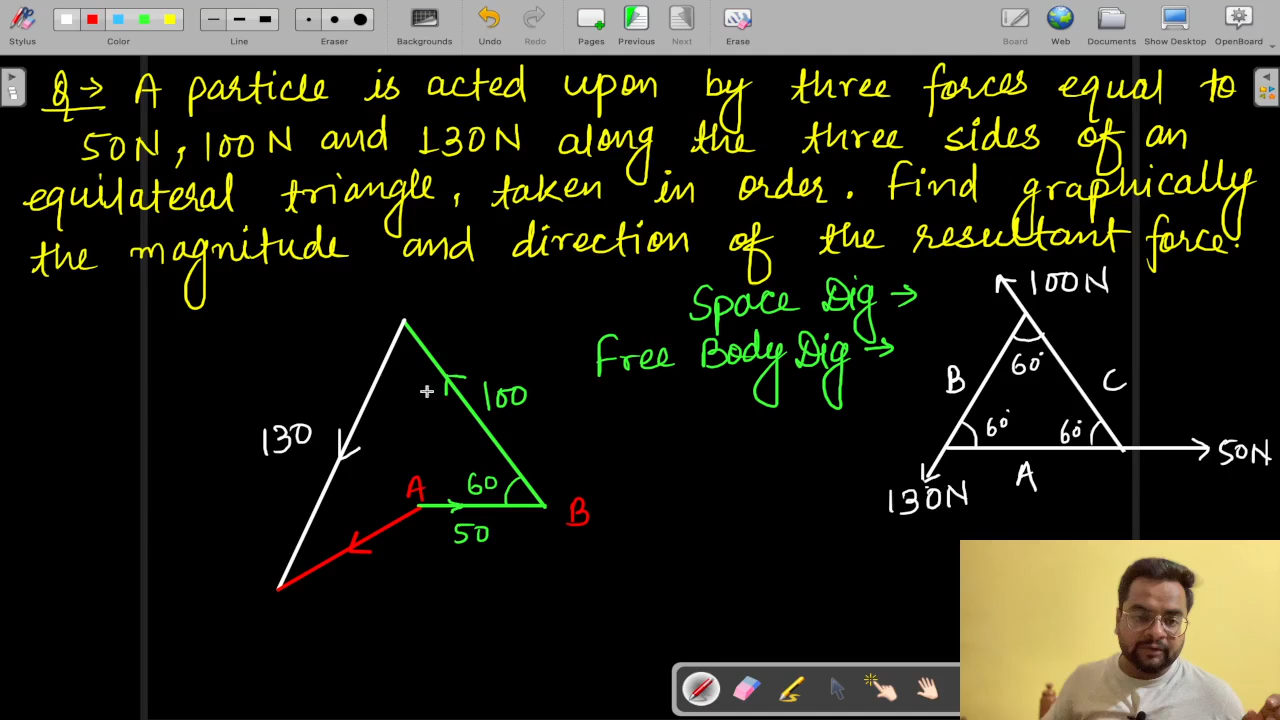 Stylus
Color
Line
Eraser
Backgrounds
Undo
Redo
Pages
Previous
Next
Erase
Board
Web
Documents
Show Desktop
OpenBoard
Q → A particle is acted upon by three forces equal to
50N, 100N and 130N along the three sides of an
equilateral triangle, taken in order. Find graphically
the magnitude and direction of the resultant force.
Space Dig →
Free Body Dig →
100N
60°
B
C
60°
60°
50N
A
130N
100
130
60
A
50
B